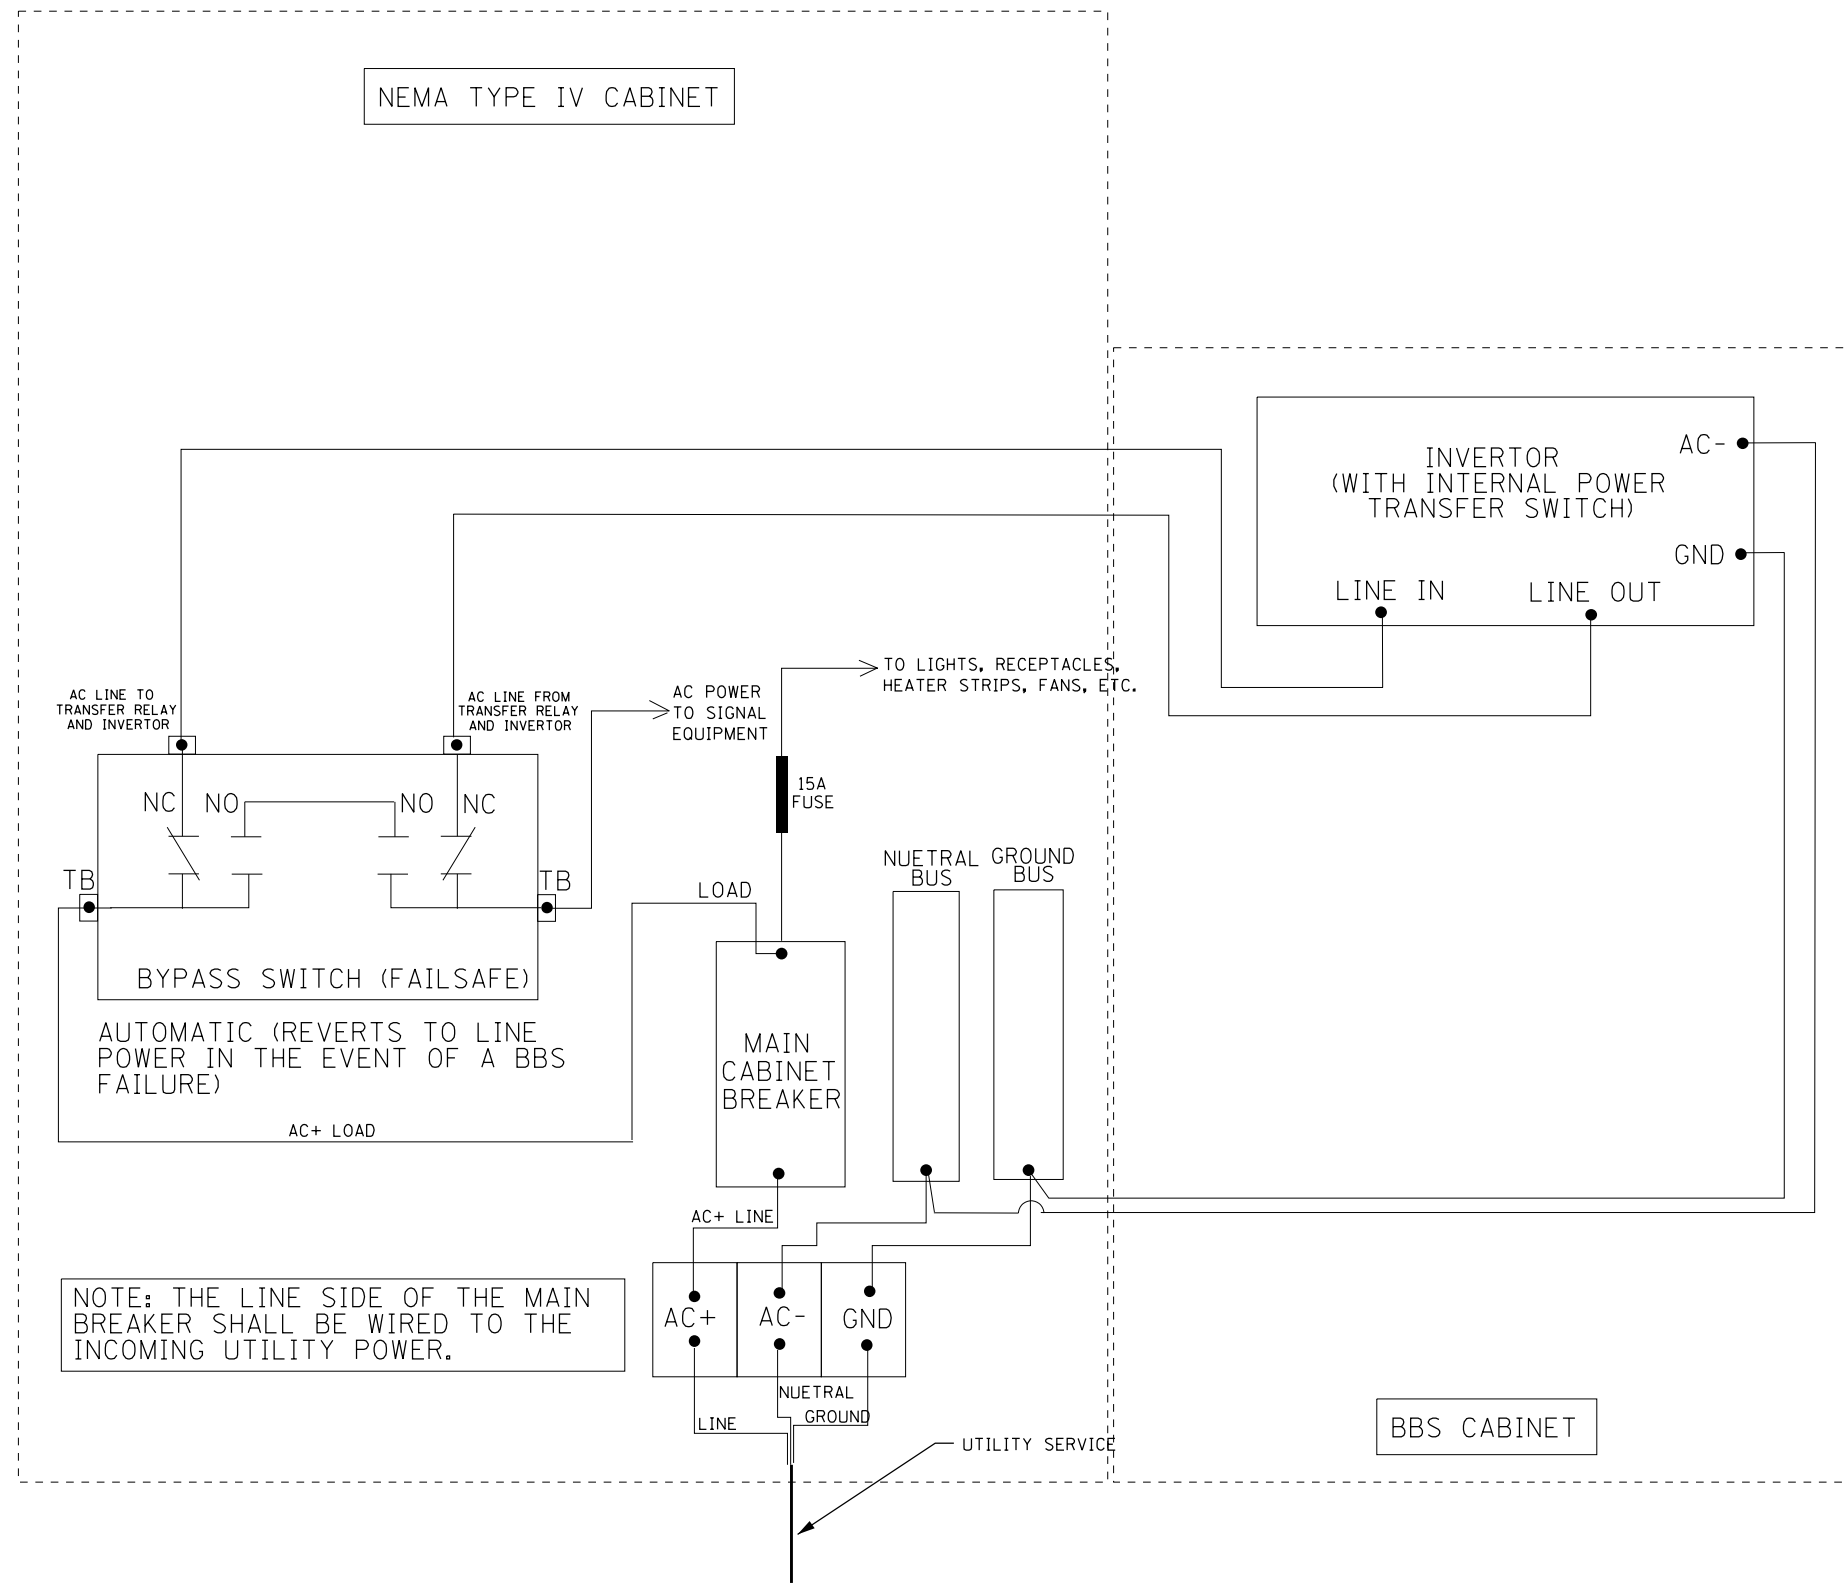 NEMA TYPE IV CABINET
INVERTOR
(WITH INTERNAL POWER
TRANSFER SWITCH)
AC-
GND
LINE IN
LINE OUT
AC LINE TO
TRANSFER RELAY
AND INVERTOR
AC LINE FROM
TRANSFER RELAY
AND INVERTOR
AC POWER
TO SIGNAL
EQUIPMENT
TO LIGHTS, RECEPTACLES,
HEATER STRIPS, FANS, ETC.
15A
FUSE
NC
NO
NO
NC
TB
TB
BYPASS SWITCH (FAILSAFE)
AUTOMATIC (REVERTS TO LINE
POWER IN THE EVENT OF A BBS
FAILURE)
AC+ LOAD
LOAD
MAIN
CABINET
BREAKER
NUETRAL
BUS
GROUND
BUS
AC+ LINE
AC+
AC-
GND
NUETRAL
GROUND
LINE
UTILITY SERVICE
NOTE: THE LINE SIDE OF THE MAIN
BREAKER SHALL BE WIRED TO THE
INCOMING UTILITY POWER.
BBS CABINET